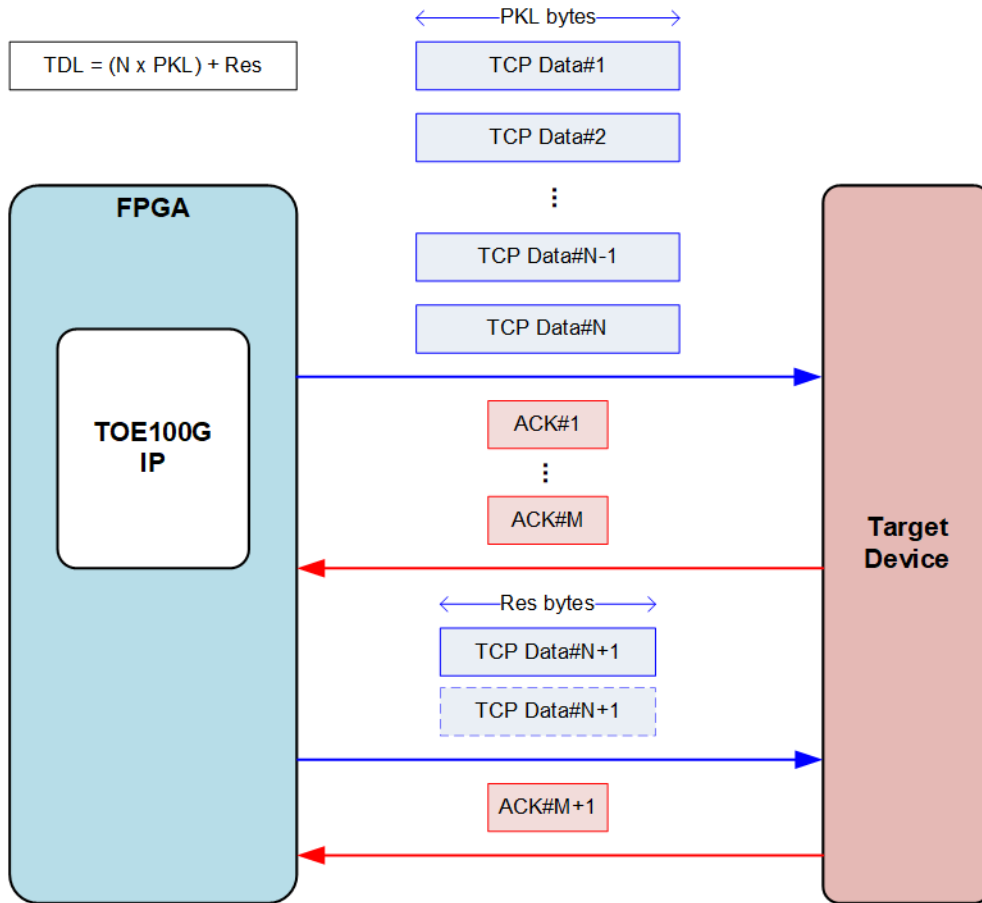 PKL bytes
TDL = (N x PKL) + Res
TCP Data#1
TCP Data#2
⋮
FPGA
TCP Data#N-1
TCP Data#N
TOE100G
IP
ACK#1
⋮
ACK#M
Target
Device
Res bytes
TCP Data#N+1
TCP Data#N+1
ACK#M+1